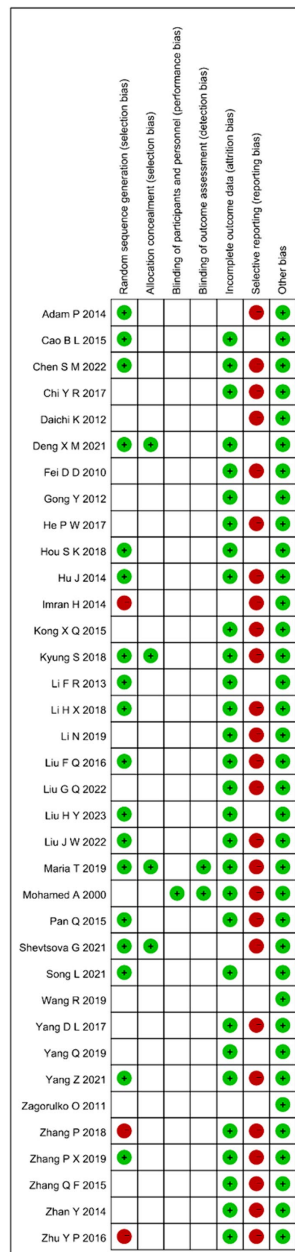 Random sequence generation (selection bias)
Allocation concealment (selection bias)
Blinding of participants and personnel (performance bias)
Blinding of outcome assessment (detection bias)
Incomplete outcome data (attrition bias)
Selective reporting (reporting bias)
Other bias
Adam P 2014
Cao B L 2015
Chen S M 2022
Chi Y R 2017
Daichi K 2012
Deng X M 2021
Fei D D 2010
Gong Y 2012
He P W 2017
Hou S K 2018
Hu J 2014
Imran H 2014
Kong X Q 2015
Kyung S 2018
Li F R 2013
Li H X 2018
Li N 2019
Liu F Q 2016
Liu G Q 2022
Liu H Y 2023
Liu J W 2022
Maria T 2019
Mohamed A 2000
Pan Q 2015
Shevtsova G 2021
Song L 2021
Wang R 2019
Yang D L 2017
Yang Q 2019
Yang Z 2021
Zagorulko O 2011
Zhang P 2018
Zhang P X 2019
Zhang Q F 2015
Zhan Y 2014
Zhu Y P 2016